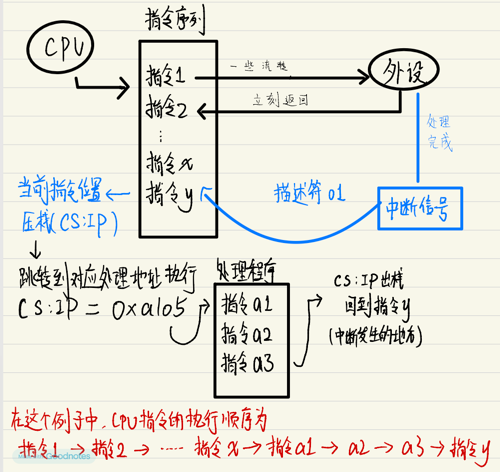 指令序列
CPU
指令1
一些流程
外设
指令2
立刻返回
⋮
指令x
指令y
处理
完成
描述符01
中断信号
当前指令位置
压栈(CS:IP)
跳转到对应处理地址执行
CS:IP = 0xa105
处理程序
指令a1
指令a2
指令a3
CS:IP出栈
回到指令y
(中断发生的地方)
在这个例子中,CPU指令的执行顺序为
指令1 → 指令2 → ⋯⋯ 指令x → 指令a1 → a2 → a3 → 指令y
Goodnotes